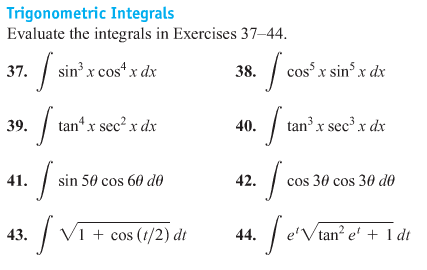 Trigonometric Integrals
Evaluate the integrals in Exercises 37–44.
37. ∫ sin³ x cos⁴ x dx 38. ∫ cos⁵ x sin⁵ x dx
39. ∫ tan⁴ x sec² x dx 40. ∫ tan³ x sec³ x dx
41. ∫ sin 5θ cos 6θ dθ 42. ∫ cos 3θ cos 3θ dθ
43. ∫ √(1 + cos (t/2)) dt 44. ∫ eᵗ√(tan² eᵗ + 1) dt